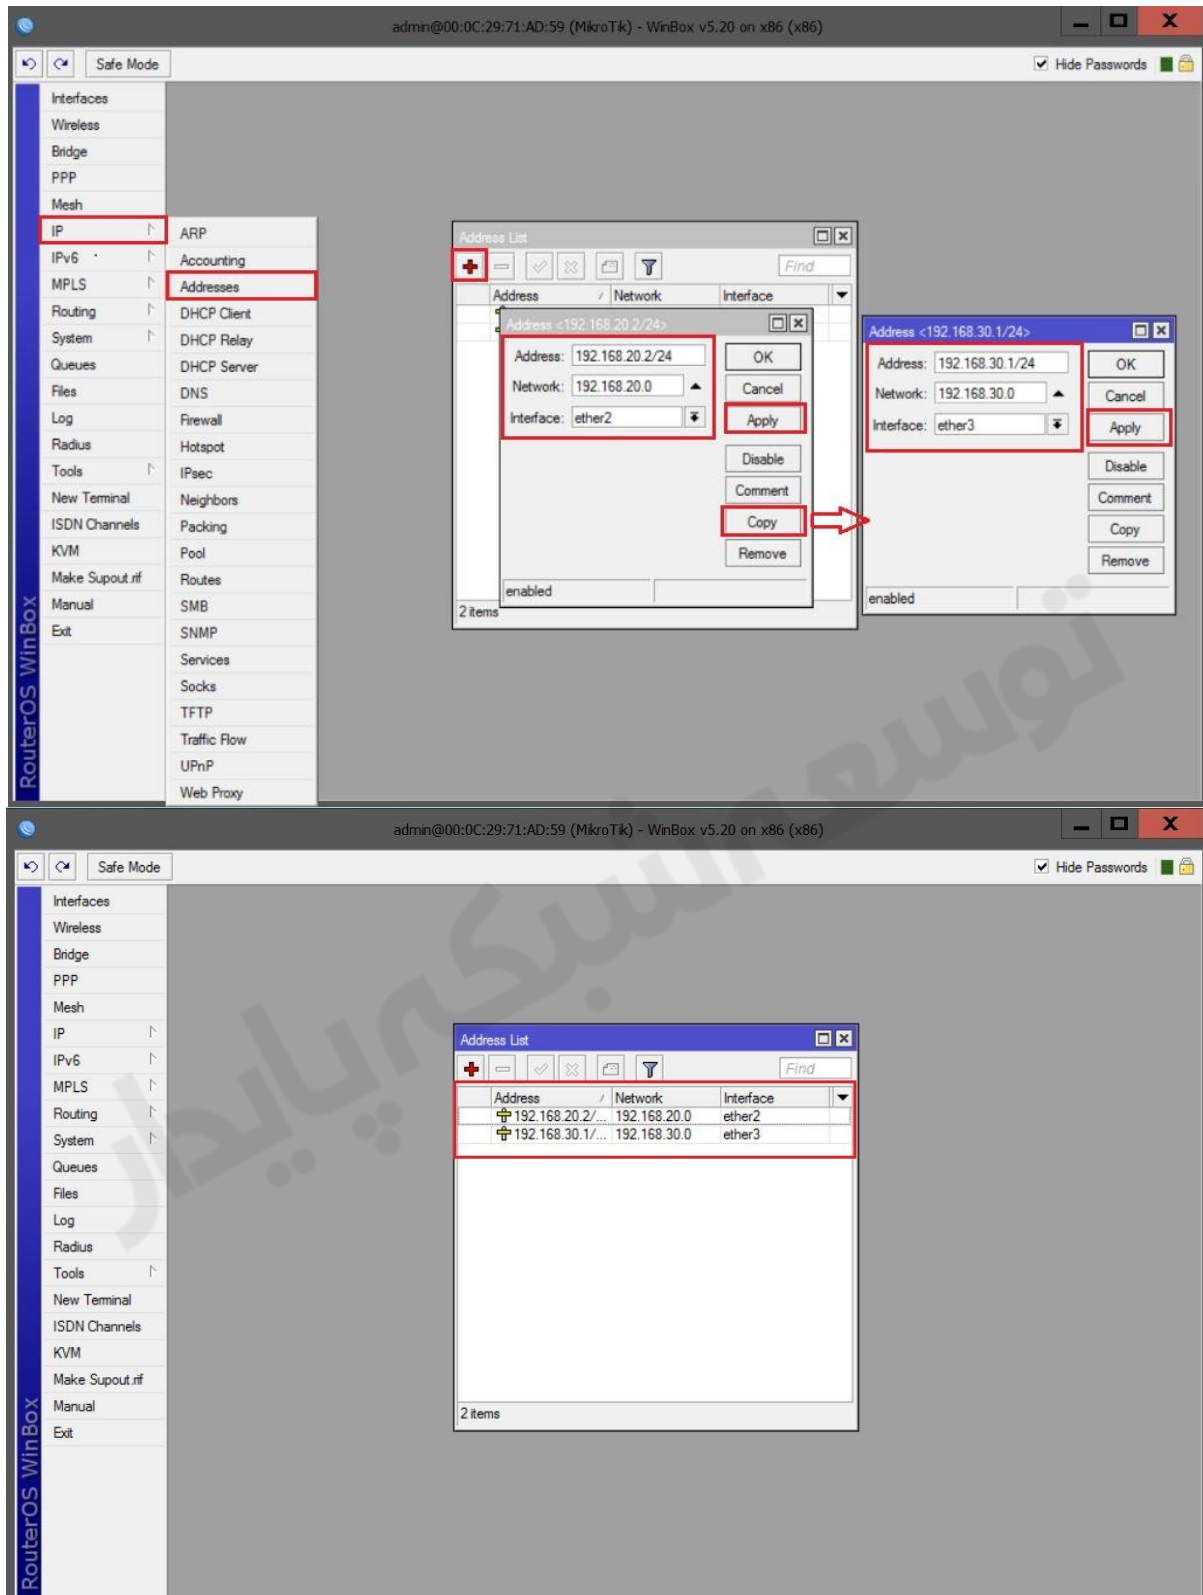 admin@00:0C:29:71:AD:59 (MikroTik) - WinBox v5.20 on x86 (x86)
Safe Mode
Hide Passwords
Interfaces
Wireless
Bridge
PPP
Mesh
IP
IPv6
MPLS
Routing
System
Queues
Files
Log
Radius
Tools
New Terminal
ISDN Channels
KVM
Make Supout.rif
Manual
Exit
RouterOS WinBox
ARP
Accounting
Addresses
DHCP Client
DHCP Relay
DHCP Server
DNS
Firewall
Hotspot
IPsec
Neighbors
Packing
Pool
Routes
SMB
SNMP
Services
Socks
TFTP
Traffic Flow
UPnP
Web Proxy
Address List
Find
Address Network Interface
2 items
Address <192.168.20.2/24>
Address: 192.168.20.2/24
Network: 192.168.20.0
Interface: ether2
OK
Cancel
Apply
Disable
Comment
Copy
Remove
enabled
Address <192.168.30.1/24>
Address: 192.168.30.1/24
Network: 192.168.30.0
Interface: ether3
OK
Cancel
Apply
Disable
Comment
Copy
Remove
enabled
توسعه شبکه پایدار
admin@00:0C:29:71:AD:59 (MikroTik) - WinBox v5.20 on x86 (x86)
Safe Mode
Hide Passwords
Interfaces
Wireless
Bridge
PPP
Mesh
IP
IPv6
MPLS
Routing
System
Queues
Files
Log
Radius
Tools
New Terminal
ISDN Channels
KVM
Make Supout.rif
Manual
Exit
RouterOS WinBox
Address List
Find
Address Network Interface
192.168.20.2/... 192.168.20.0 ether2
192.168.30.1/... 192.168.30.0 ether3
2 items